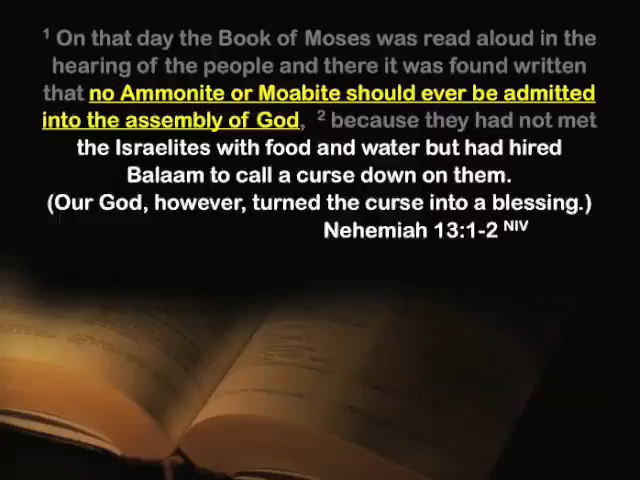 1 On that day the Book of Moses was read aloud in the
hearing of the people and there it was found written
that no Ammonite or Moabite should ever be admitted
into the assembly of God, 2 because they had not met
the Israelites with food and water but had hired
Balaam to call a curse down on them.
(Our God, however, turned the curse into a blessing.)
Nehemiah 13:1-2 NIV